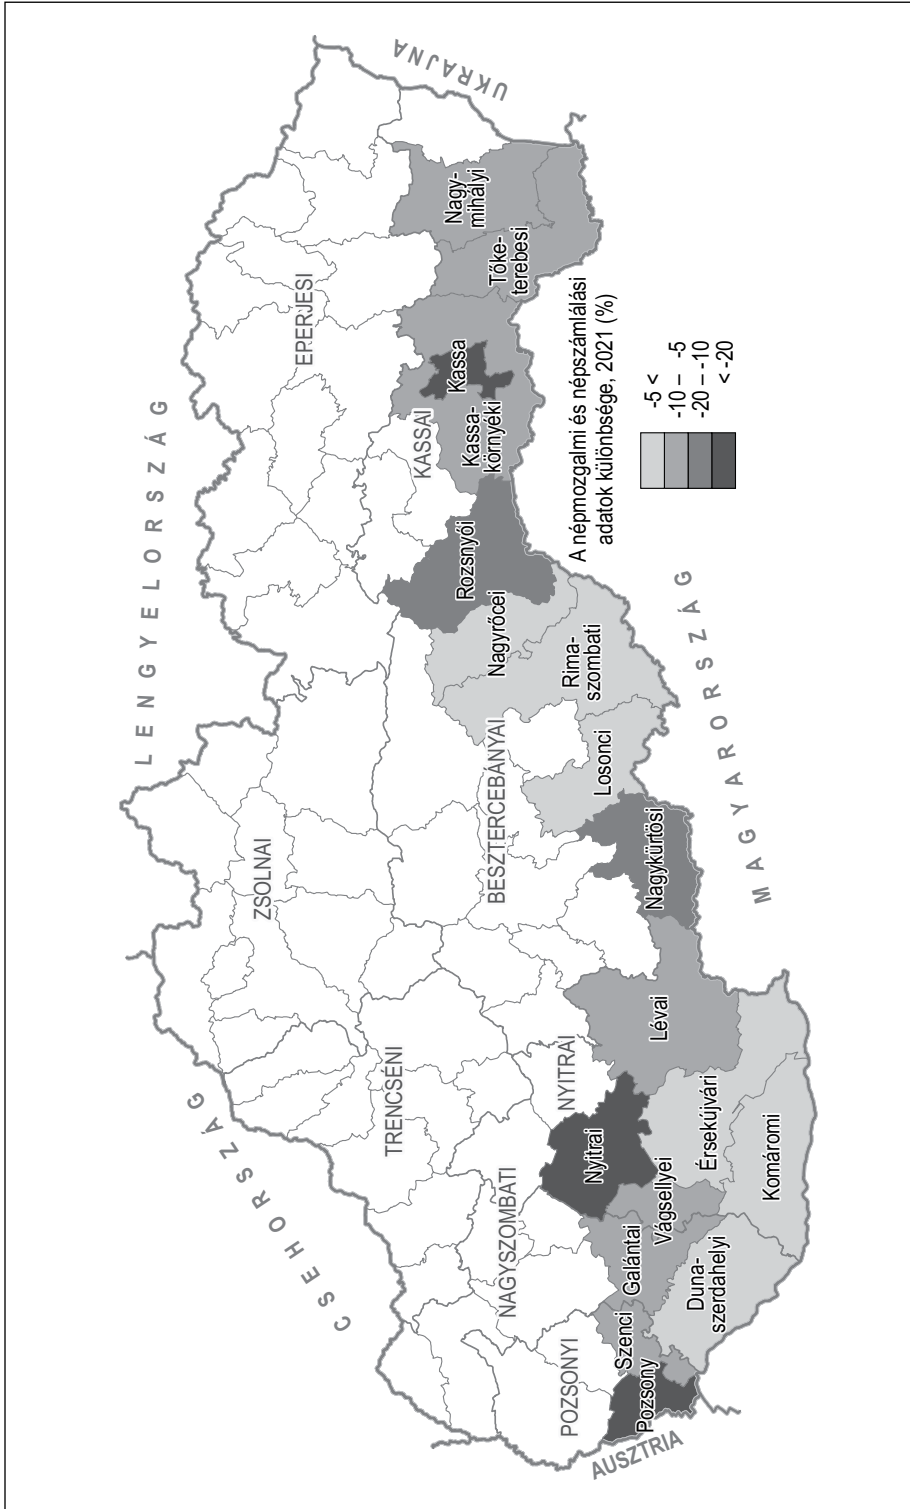 LENGYELORSZÁG
CSEHORSZÁG
UKRAJNA
AUSZTRIA
MAGYARORSZÁG
ZSOLNAI
EPERJESI
TRENCSÉNI
BESZTERCEBÁNYAI
KASSAI
NAGYSZOMBATI
NYITRAI
POZSONYI
Pozsony
Szenci
Galántai
Duna-
szerdahelyi
Vágsellyei
Nyitrai
Érsekújvári
Komáromi
Lévai
Nagykürtösi
Losonci
Rima-
szombati
Nagyrőcei
Rozsnyói
Kassa-
környéki
Kassa
Tőke-
terebesi
Nagy-
mihályi
A népmozgalmi és népszámlálási
adatok különbsége, 2021 (%)
-5 <
-10 – -5
-20 – -10
< -20